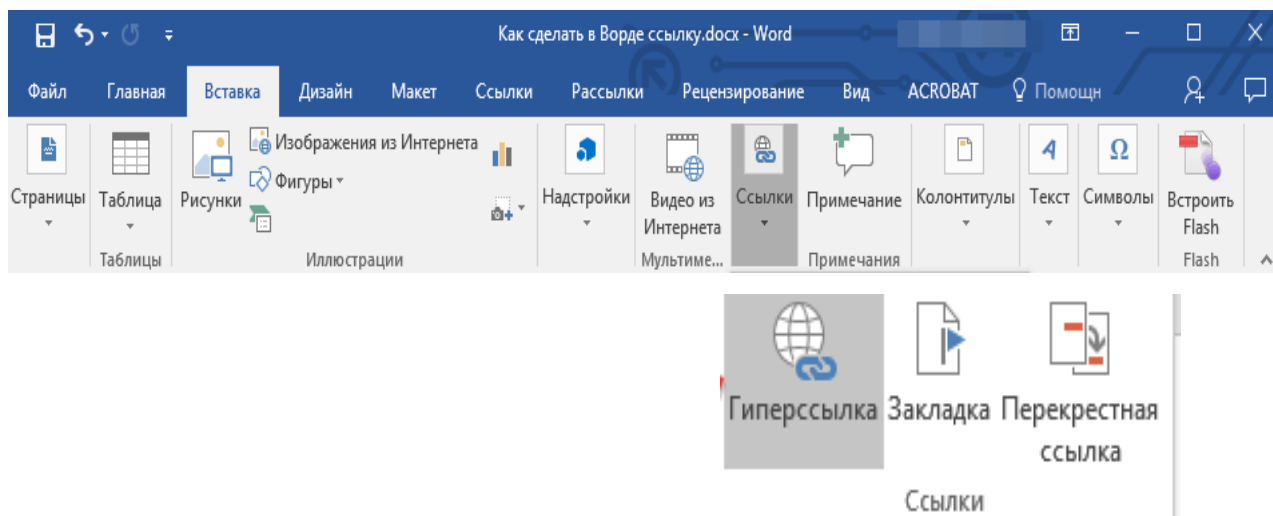 Как сделать в Ворде ссылку.docx - Word
Файл Главная Вставка Дизайн Макет Ссылки Рассылки Рецензирование Вид ACROBAT Помощн
Изображения из Интернета
Фигуры
Страницы Таблица Рисунки Надстройки Видео из Ссылки Примечание Колонтитулы Текст Символы Встроить
Интернета Flash
Таблицы Иллюстрации Мультиме... Примечания Flash
Гиперссылка Закладка Перекрестная
ссылка
Ссылки